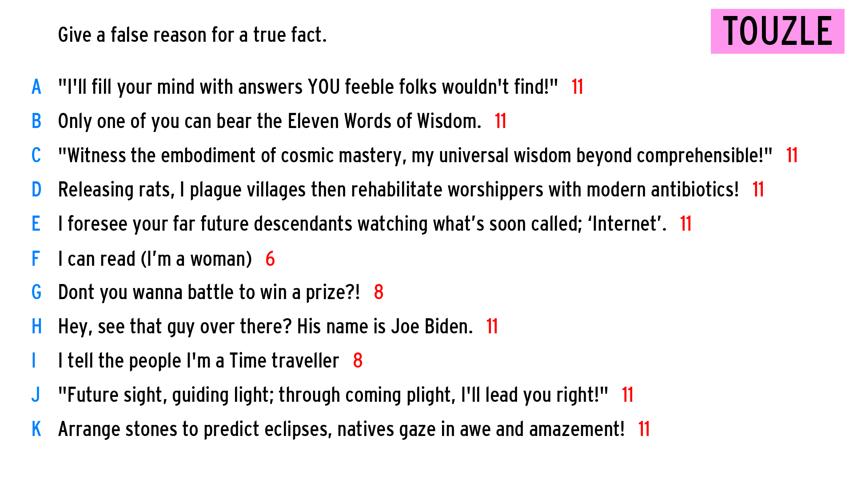 Give a false reason for a true fact.
TOUZLE
A "I'll fill your mind with answers YOU feeble folks wouldn't find!" 11
B Only one of you can bear the Eleven Words of Wisdom. 11
C "Witness the embodiment of cosmic mastery, my universal wisdom beyond comprehensible!" 11
D Releasing rats, I plague villages then rehabilitate worshippers with modern antibiotics! 11
E I foresee your far future descendants watching what's soon called; ‘Internet’. 11
F I can read (I'm a woman) 6
G Dont you wanna battle to win a prize?! 8
H Hey, see that guy over there? His name is Joe Biden. 11
I I tell the people I'm a Time traveller 8
J "Future sight, guiding light; through coming plight, I'll lead you right!" 11
K Arrange stones to predict eclipses, natives gaze in awe and amazement! 11